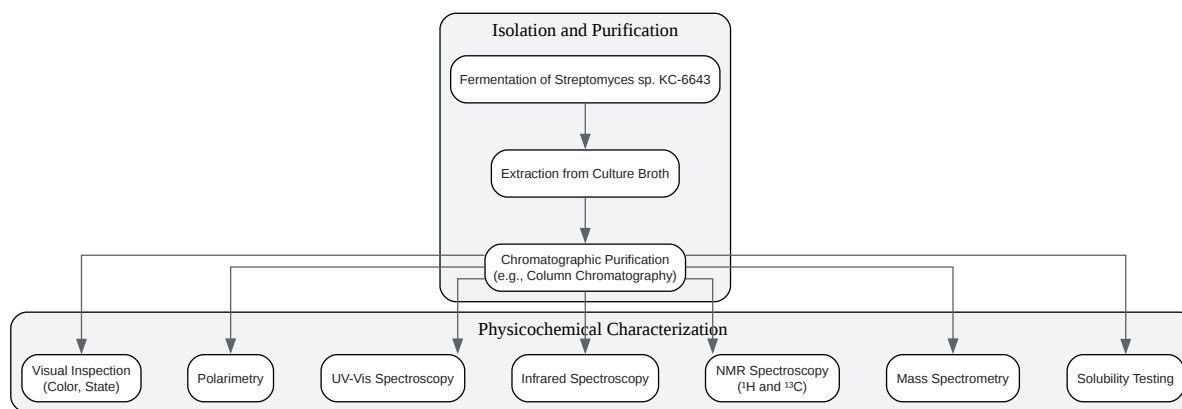 Isolation and Purification
Fermentation of Streptomyces sp. KC-6643
Extraction from Culture Broth
Chromatographic Purification
(e.g., Column Chromatography)
Physicochemical Characterization
Visual Inspection
(Color, State)
Polarimetry
UV-Vis Spectroscopy
Infrared Spectroscopy
NMR Spectroscopy
(¹H and ¹³C)
Mass Spectrometry
Solubility Testing